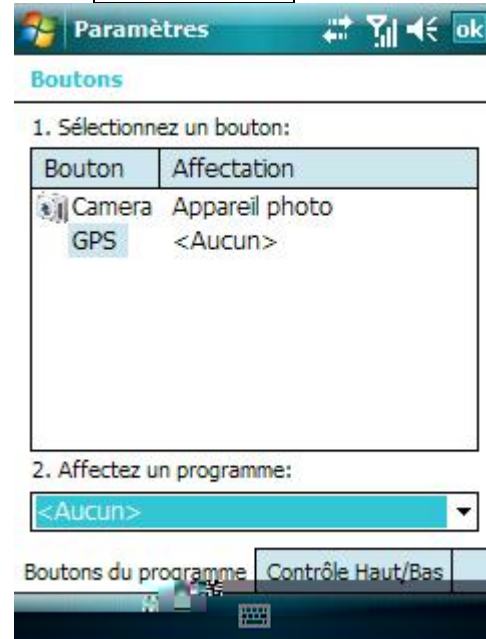 Paramètres ok
Boutons
1. Sélectionnez un bouton:
Bouton Affectation
Camera Appareil photo
GPS <Aucun>
2. Affectez un programme:
<Aucun>
Boutons du programme Contrôle Haut/Bas